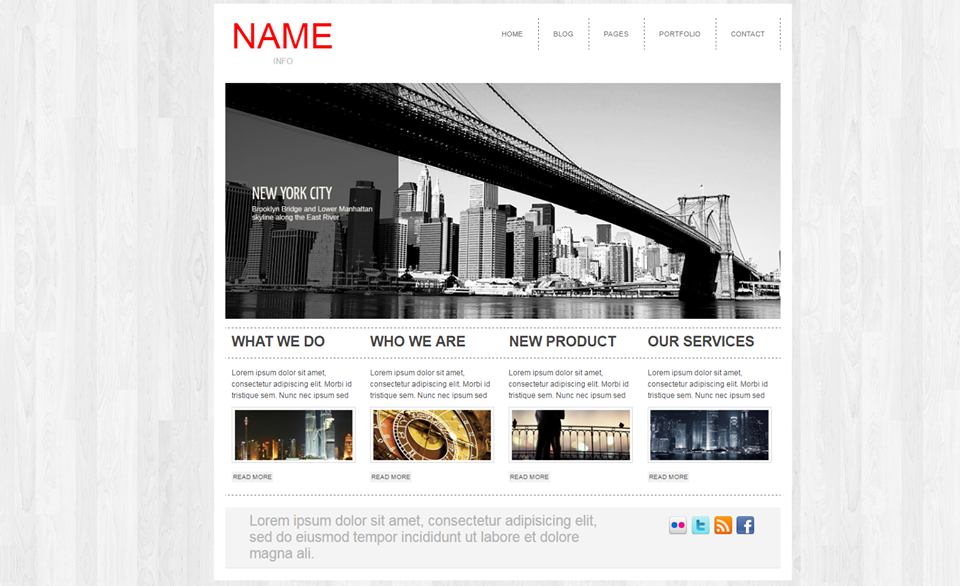 NAME
INFO
HOME BLOG PAGES PORTFOLIO CONTACT
NEW YORK CITY
Brooklyn Bridge and Lower Manhattan
skyline along the East River
WHAT WE DO
Lorem ipsum dolor sit amet,
consectetur adipiscing elit. Morbi id
tristique sem. Nunc nec ipsum sed
READ MORE
WHO WE ARE
Lorem ipsum dolor sit amet,
consectetur adipiscing elit. Morbi id
tristique sem. Nunc nec ipsum sed
READ MORE
NEW PRODUCT
Lorem ipsum dolor sit amet,
consectetur adipiscing elit. Morbi id
tristique sem. Nunc nec ipsum sed
READ MORE
OUR SERVICES
Lorem ipsum dolor sit amet,
consectetur adipiscing elit. Morbi id
tristique sem. Nunc nec ipsum sed
READ MORE
Lorem ipsum dolor sit amet, consectetur adipisicing elit,
sed do eiusmod tempor incididunt ut labore et dolore
magna ali.